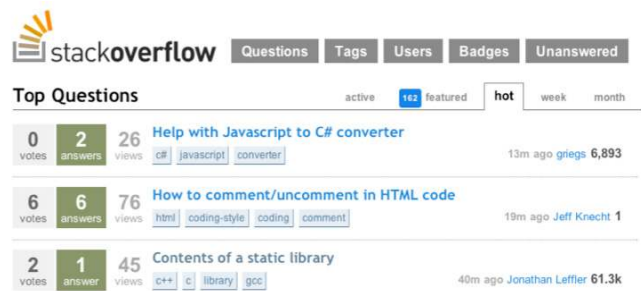 stackoverflow Questions Tags Users Badges Unanswered
Top Questions active 162 featured hot week month
0 2 26 Help with Javascript to C# converter
votes answers views c# javascript converter 13m ago griegs 6,893
6 6 76 How to comment/uncomment in HTML code
votes answers views html coding-style coding comment 19m ago Jeff Knecht 1
2 1 45 Contents of a static library
votes answer views c++ c library gcc 40m ago Jonathan Leffler 61.3k